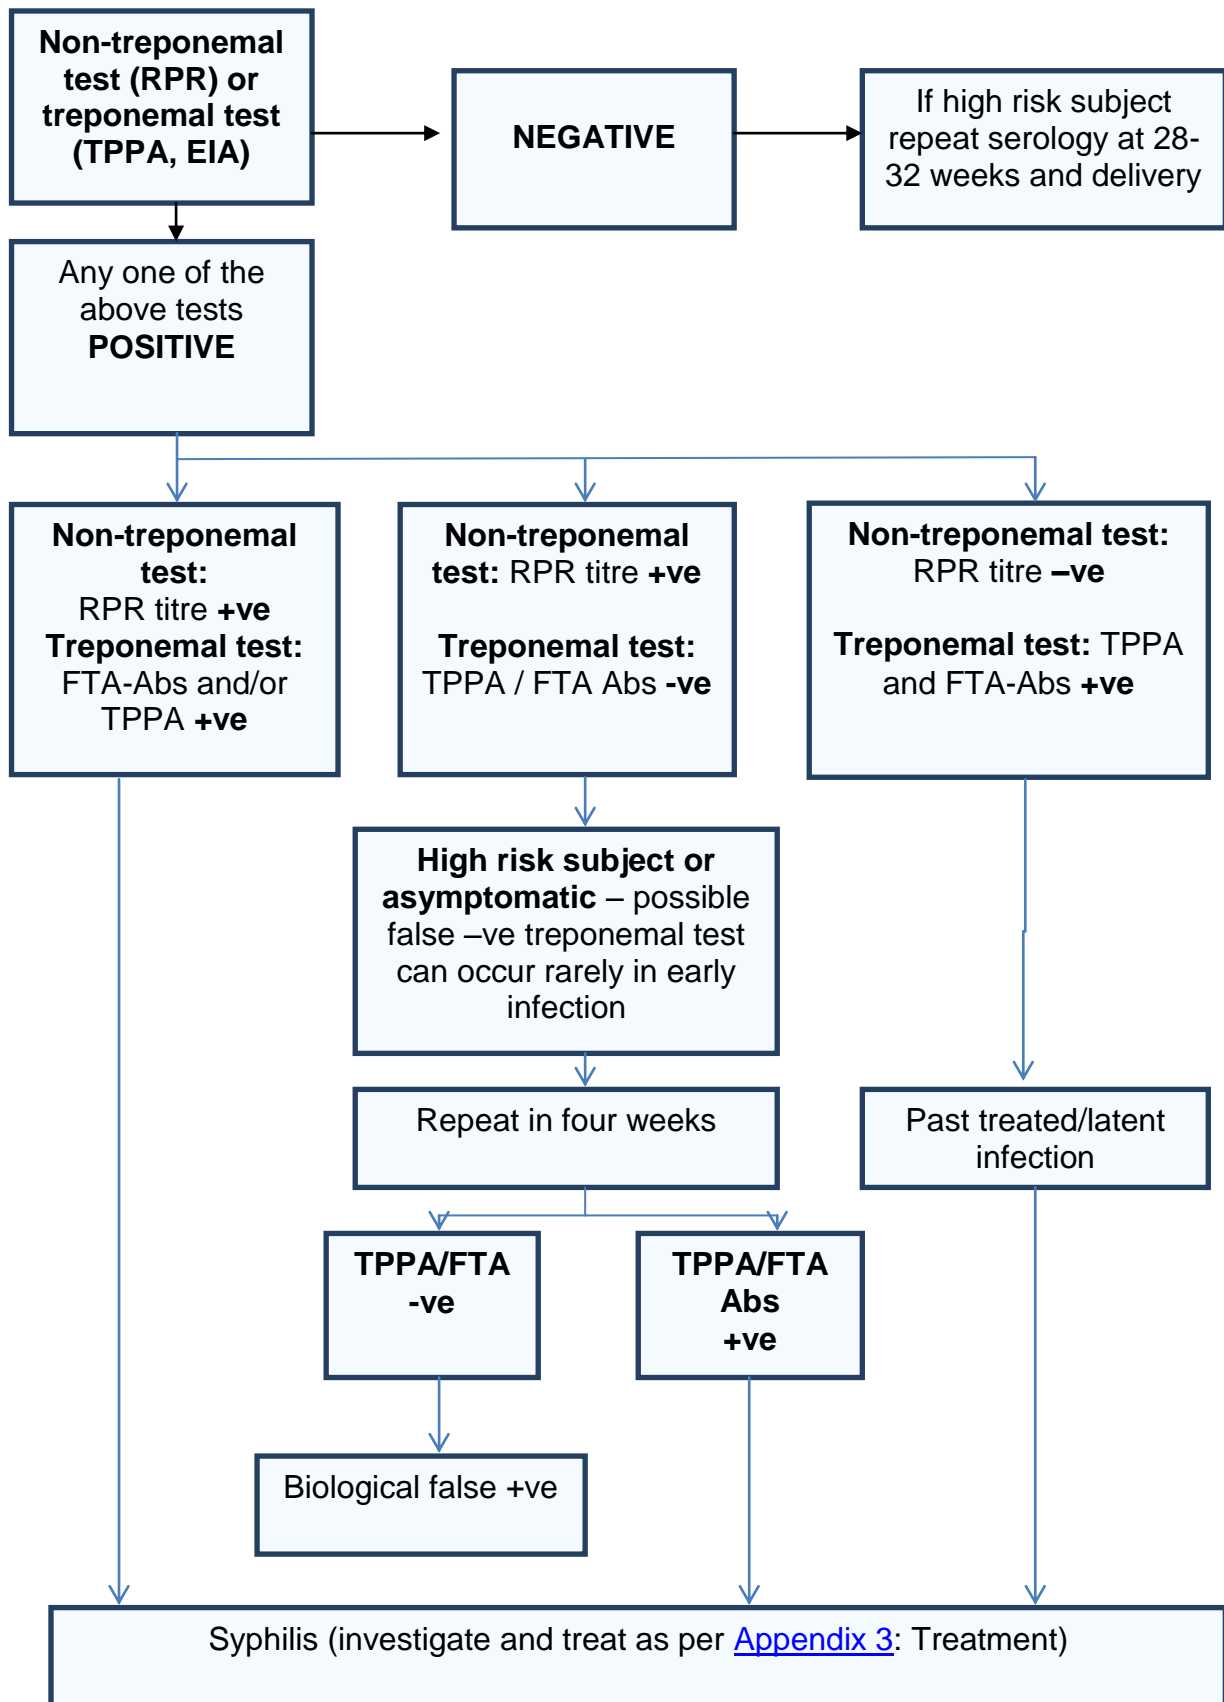 Non-treponemal
test (RPR) or
treponemal test
(TPPA, EIA)
NEGATIVE
If high risk subject
repeat serology at 28-
32 weeks and delivery
Any one of the
above tests
POSITIVE
Non-treponemal
test:
RPR titre +ve
Treponemal test:
FTA-Abs and/or
TPPA +ve
Non-treponemal
test: RPR titre +ve
Treponemal test:
TPPA / FTA Abs -ve
Non-treponemal test:
RPR titre –ve
Treponemal test: TPPA
and FTA-Abs +ve
High risk subject or
asymptomatic – possible
false –ve treponemal test
can occur rarely in early
infection
Repeat in four weeks
Past treated/latent
infection
TPPA/FTA
-ve
TPPA/FTA
Abs
+ve
Biological false +ve
Syphilis (investigate and treat as per Appendix 3: Treatment)